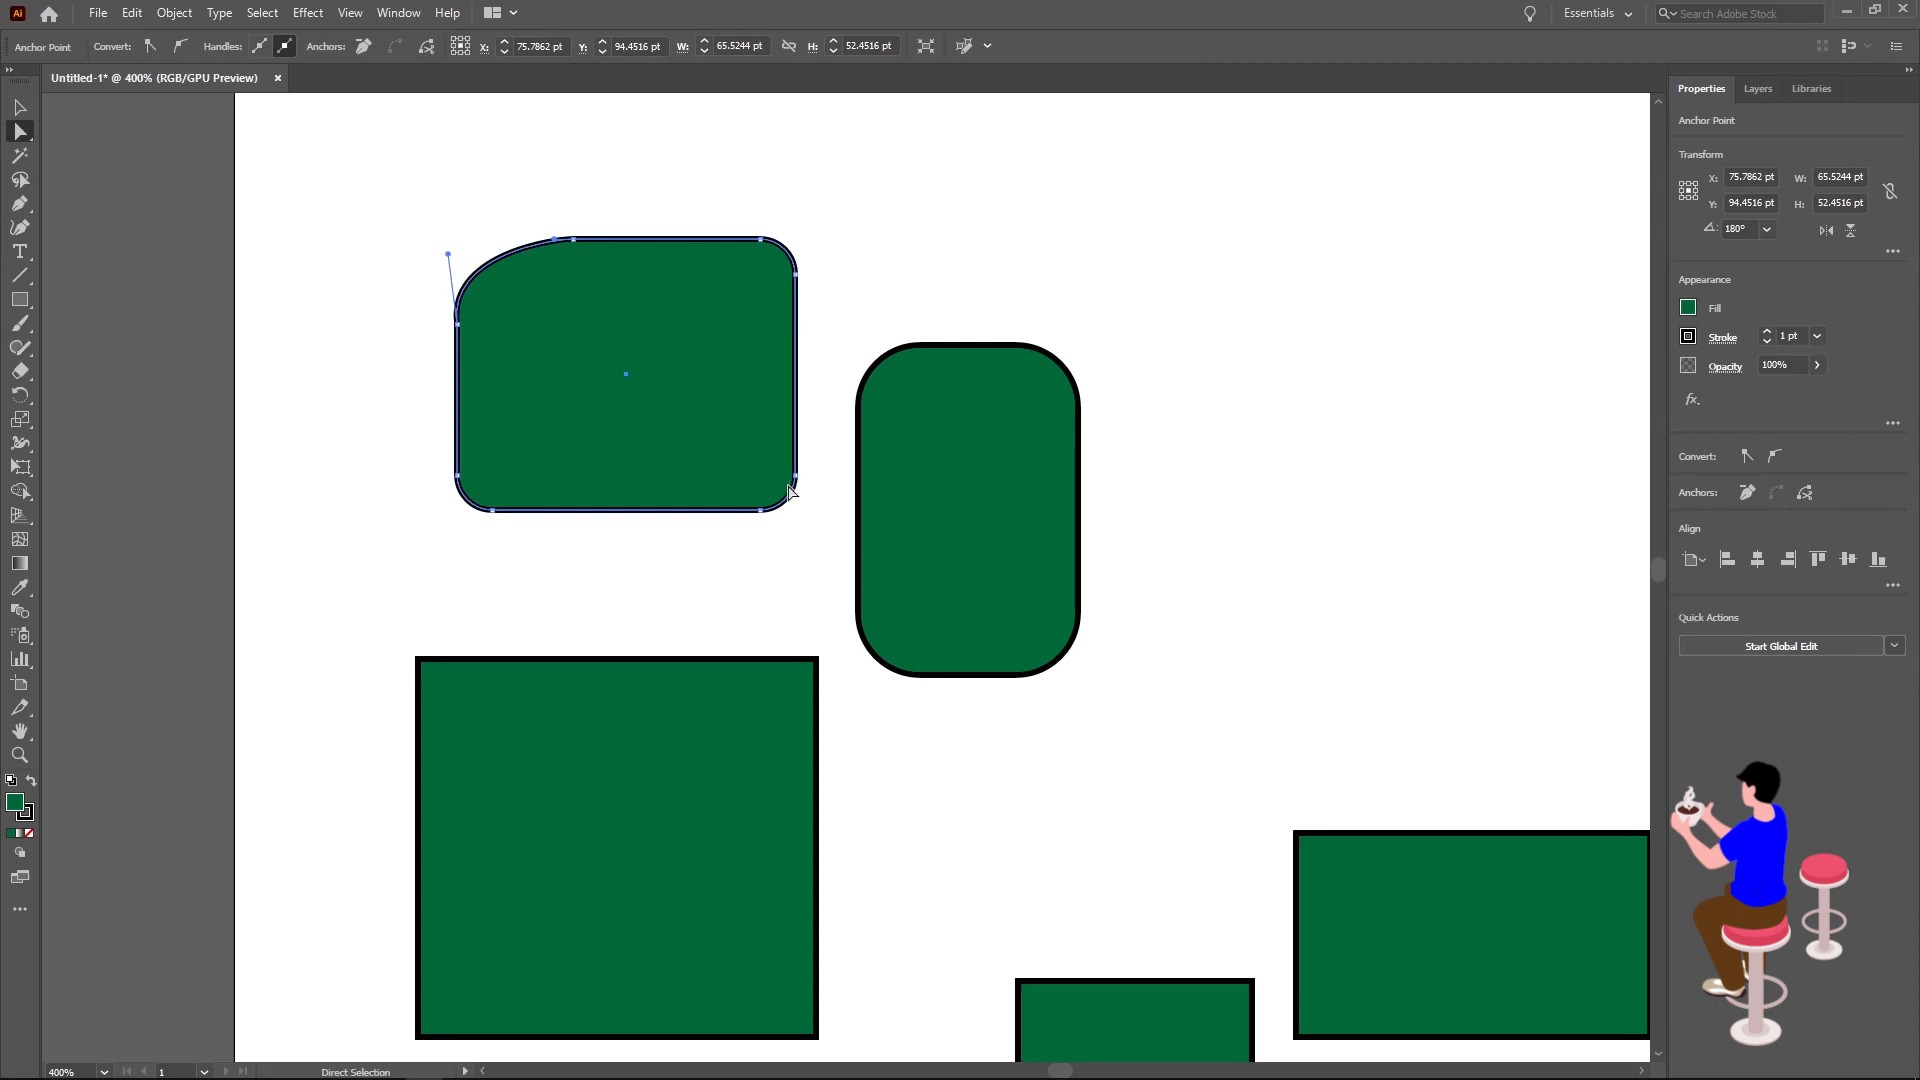 Ai File Edit Object Type Select Effect View Window Help Essentials Search Adobe Stock
Anchor Point Convert: Handles: Anchors: X: 75.7862 pt Y: 94.4516 pt W: 65.5244 pt H: 52.4516 pt
Untitled-1* @ 400% (RGB/GPU Preview)
Properties Layers Libraries
Anchor Point
Transform
X: 75.7862 pt W: 65.5244 pt
Y: 94.4516 pt H: 52.4516 pt
180°
Appearance
Fill
Stroke 1 pt
Opacity 100%
fx.
Convert:
Anchors:
Align
Quick Actions
Start Global Edit
400% 1 Direct Selection